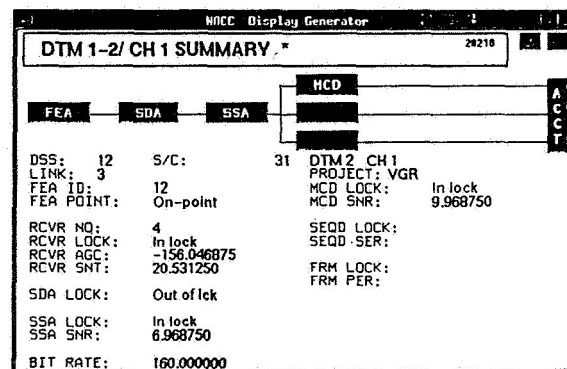 NOCC Display Generator
DTM 1-2/ CH 1 SUMMARY *
20210
MCD
FEA SDA SSA
ACCT
DSS: 12 S/C: 31 DTM 2 CH 1
LINK: 3 PROJECT: VGR
FEA ID: 12 MCD LOCK: In lock
FEA POINT: On-point MCD SNR: 9.968750
RCVR NO: 4 SEQD LOCK:
RCVR LOCK: In lock SEQD SER:
RCVR AGC: -156.046875
RCVR SNT: 20.531250 FRM LOCK:
FRM PER:
SDA LOCK: Out of lck
SSA LOCK: In lock
SSA SNR: 6.968750
BIT RATE: 160.000000